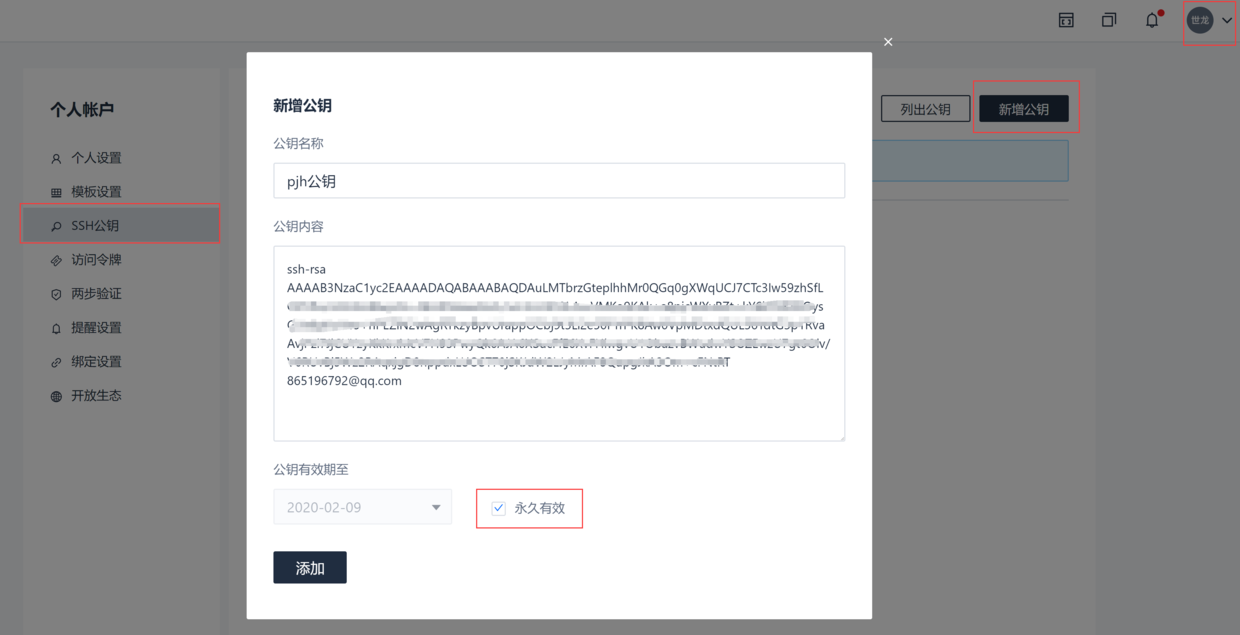 世龙
个人帐户
个人设置
模板设置
SSH公钥
访问令牌
两步验证
提醒设置
绑定设置
开放生态
列出公钥
新增公钥
新增公钥
公钥名称
pjh公钥
公钥内容
ssh-rsa
AAAAB3NzaC1yc2EAAAADAQABAAABAQDAuLMTbrzGteplhhMr0QGq0gXWqUCJ7CTc3Iw59zhSfL
865196792@qq.com
公钥有效期至
2020-02-09
永久有效
添加